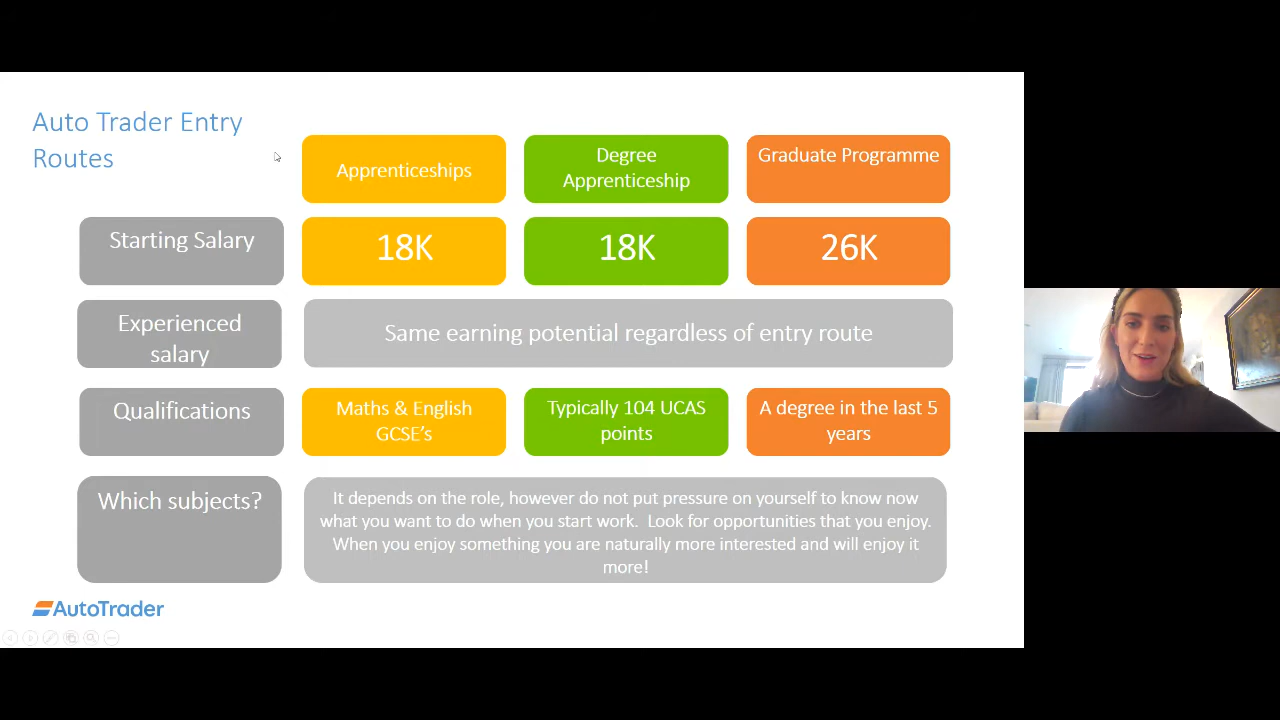 Auto Trader Entry
Routes
Apprenticeships
Degree
Apprenticeship
Graduate Programme
Starting Salary
18K
18K
26K
Experienced
salary
Same earning potential regardless of entry route
Qualifications
Maths & English
GCSE's
Typically 104 UCAS
points
A degree in the last 5
years
Which subjects?
It depends on the role, however do not put pressure on yourself to know now
what you want to do when you start work.  Look for opportunities that you enjoy.
When you enjoy something you are naturally more interested and will enjoy it
more!
AutoTrader